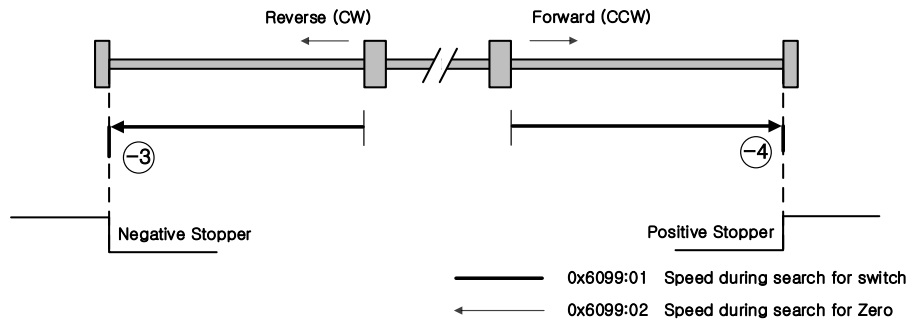 Reverse (CW)
Forward (CCW)
-3
-4
Negative Stopper
Positive Stopper
0x6099:01 Speed during search for switch
0x6099:02 Speed during search for Zero